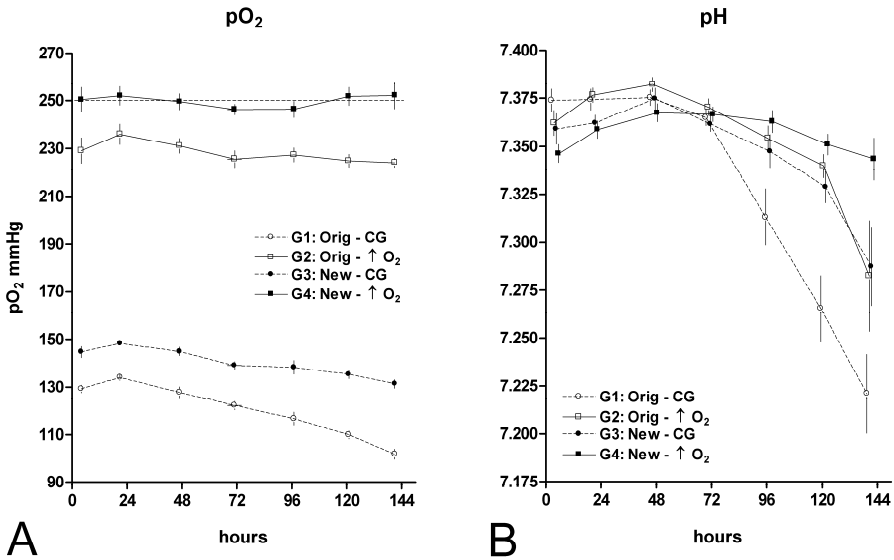 pO₂
270
250
230
210
190
170
150
130
110
90
pO₂ mmHg
G1: Orig - CG
G2: Orig - ↑ O₂
G3: New - CG
G4: New - ↑ O₂
0 24 48 72 96 120 144
hours
A
pH
7.400
7.375
7.350
7.325
7.300
7.275
7.250
7.225
7.200
7.175
G1: Orig - CG
G2: Orig - ↑ O₂
G3: New - CG
G4: New - ↑ O₂
0 24 48 72 96 120 144
hours
B